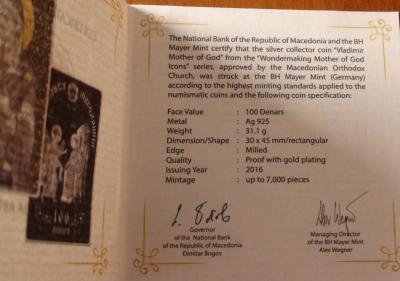 The National Bank of the Republic of Macedonia and the BH
Mayer Mint certify that the silver collector coin "Vladimir
Mother of God" from the "Wondermaking Mother of God
Icons" series, approved by the Macedonian Orthodox
Church, was struck at the BH Mayer Mint (Germany)
according to the highest minting standards applied to the
numismatic coins and the following coin specification:
Face Value : 100 Denars
Metal : Ag 925
Weight : 31.1 g
Dimension/Shape : 30 x 45 mm/rectangular
Edge : Milled
Quality : Proof with gold plating
Issuing Year : 2016
Mintage : up to 7,000 pieces
Governor
of the National Bank
of the Republic of Macedonia
Dimitar Bogov
Managing Director
of the BH Mayer Mint
Alex Wegner